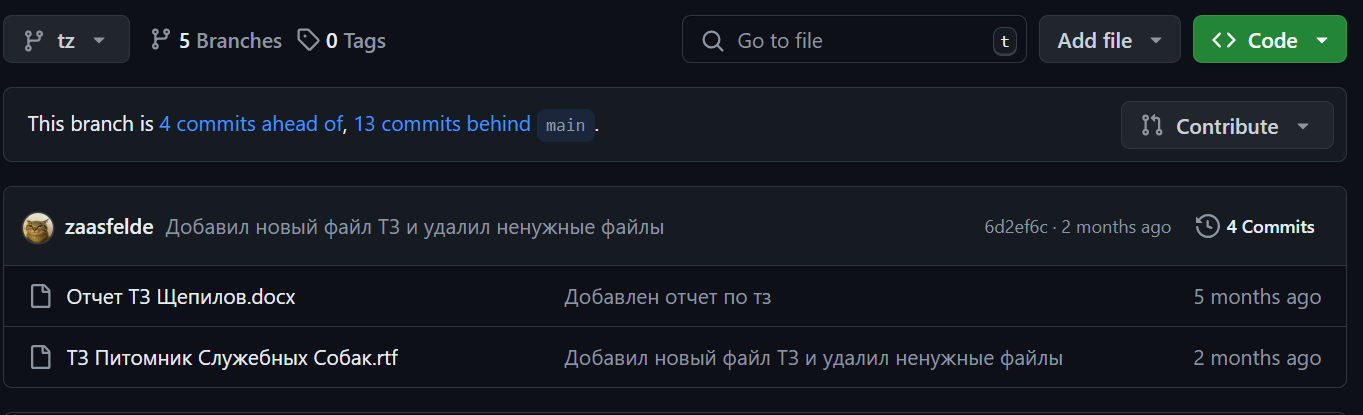 tz 5 Branches 0 Tags Go to file t Add file Code
This branch is 4 commits ahead of, 13 commits behind main.
Contribute
zaasfelde Добавил новый файл ТЗ и удалил ненужные файлы 6d2ef6c · 2 months ago 4 Commits
Отчет ТЗ Щепилов.docx Добавлен отчет по тз 5 months ago
ТЗ Питомник Служебных Собак.rtf Добавил новый файл ТЗ и удалил ненужные файлы 2 months ago